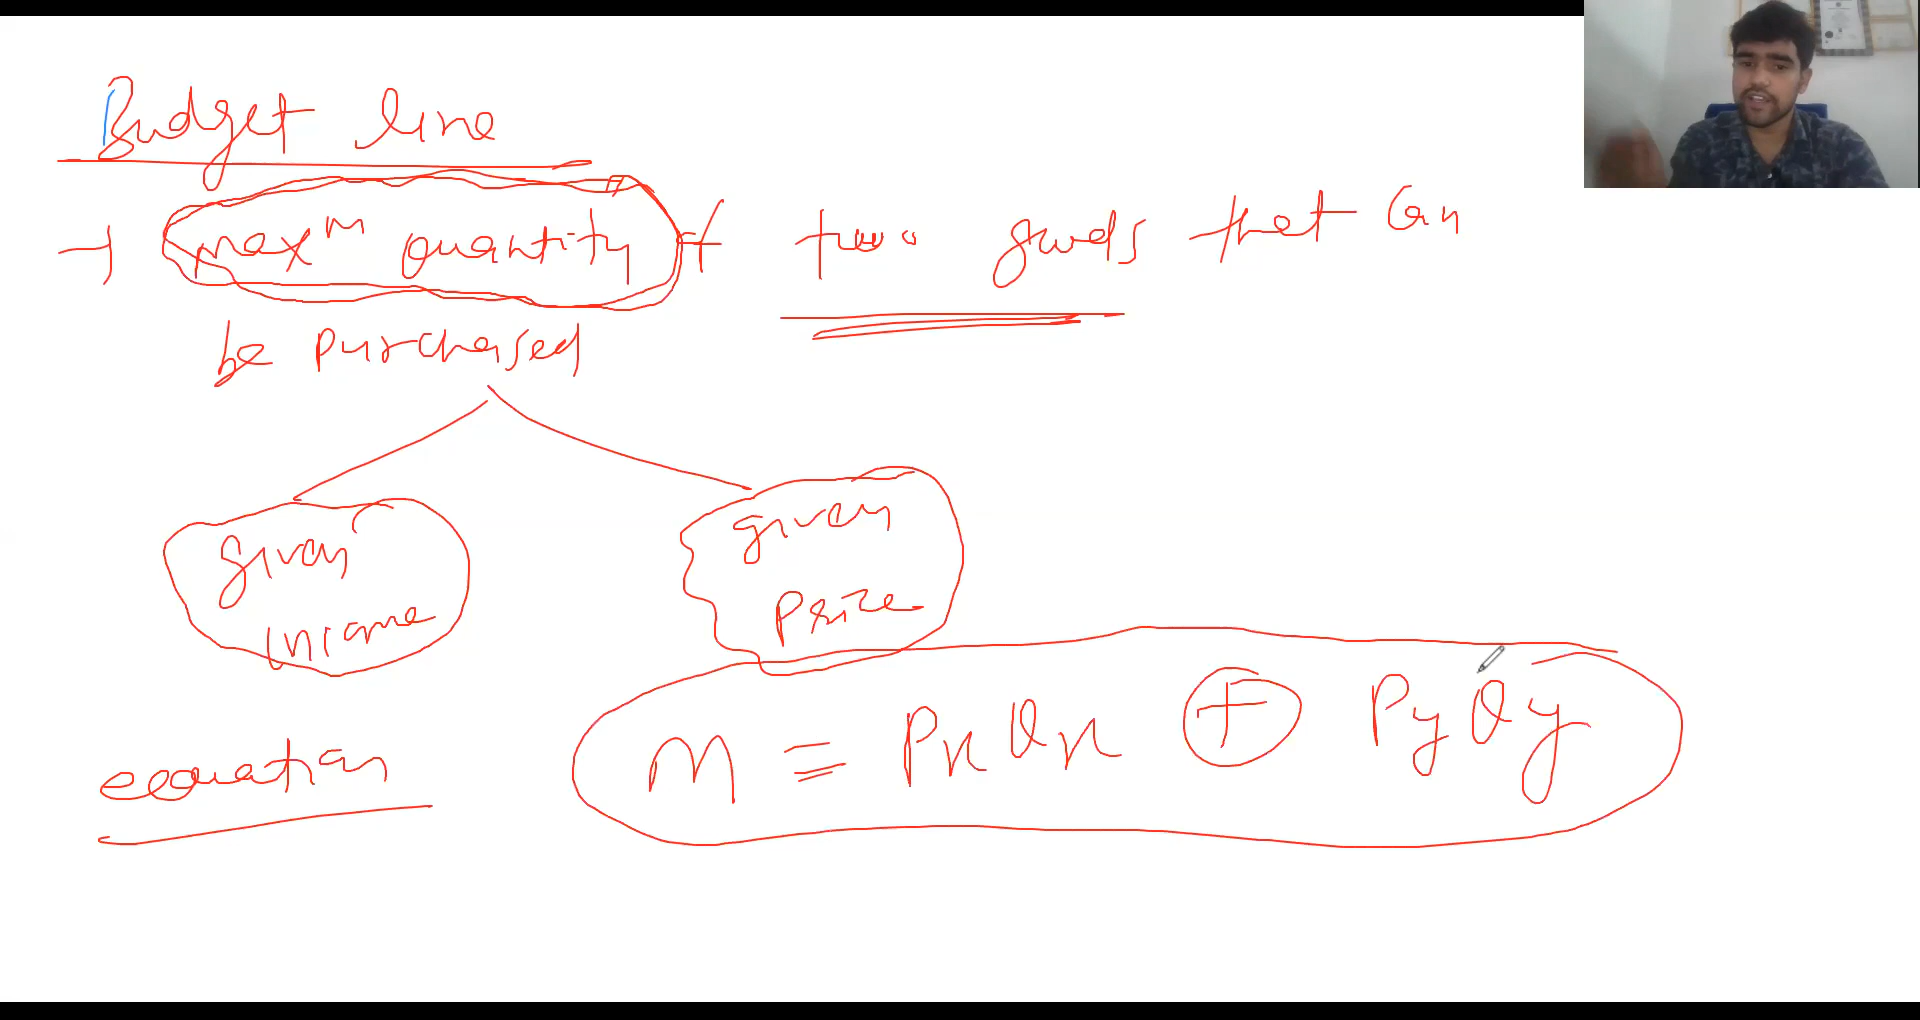 Budget line
→ maxᵐ quantity of two goods that can
be purchased
given
income
given
Price
equation
M = PxQx + PyQy